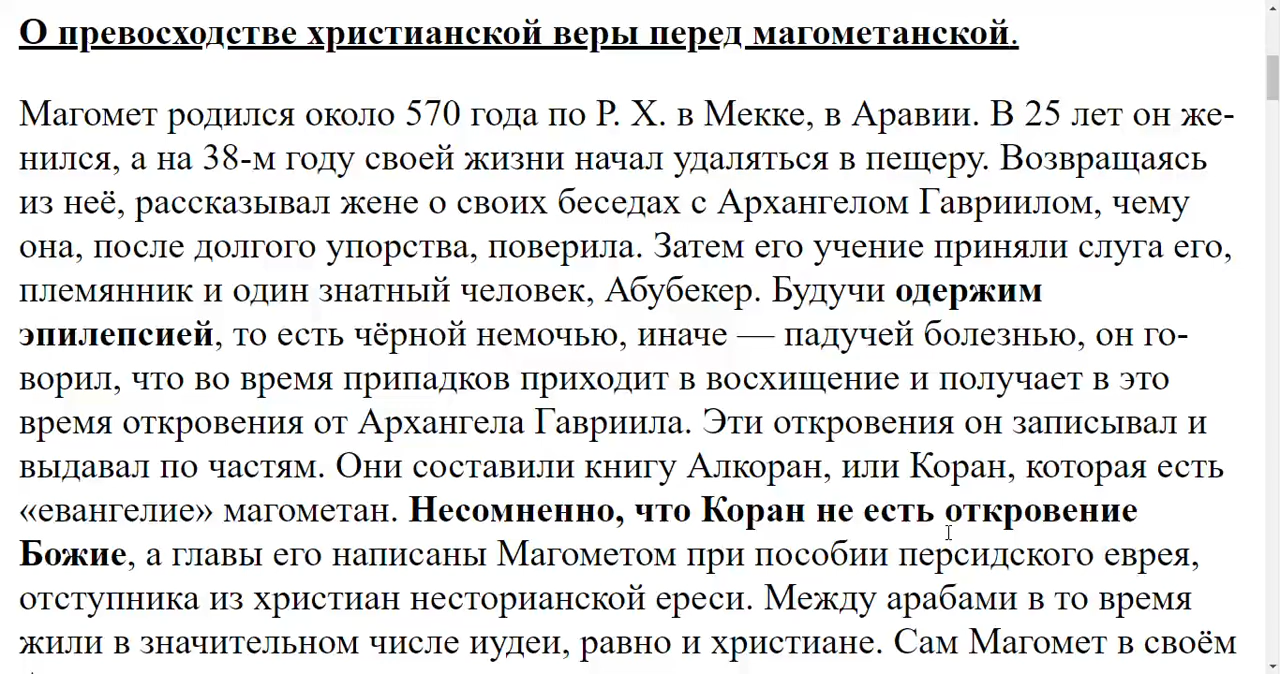 О превосходстве христианской веры перед магометанской.
Магомет родился около 570 года по Р. Х. в Мекке, в Аравии. В 25 лет он же-
нился, а на 38-м году своей жизни начал удаляться в пещеру. Возвращаясь
из неё, рассказывал жене о своих беседах с Архангелом Гавриилом, чему
она, после долгого упорства, поверила. Затем его учение приняли слуга его,
племянник и один знатный человек, Абубекер. Будучи одержим
эпилепсией, то есть чёрной немочью, иначе — падучей болезнью, он го-
ворил, что во время припадков приходит в восхищение и получает в это
время откровения от Архангела Гавриила. Эти откровения он записывал и
выдавал по частям. Они составили книгу Алкоран, или Коран, которая есть
«евангелие» магометан. Несомненно, что Коран не есть откровение
Божие, а главы его написаны Магометом при пособии персидского еврея,
отступника из христиан несторианской ереси. Между арабами в то время
жили в значительном числе иудеи, равно и христиане. Сам Магомет в своём